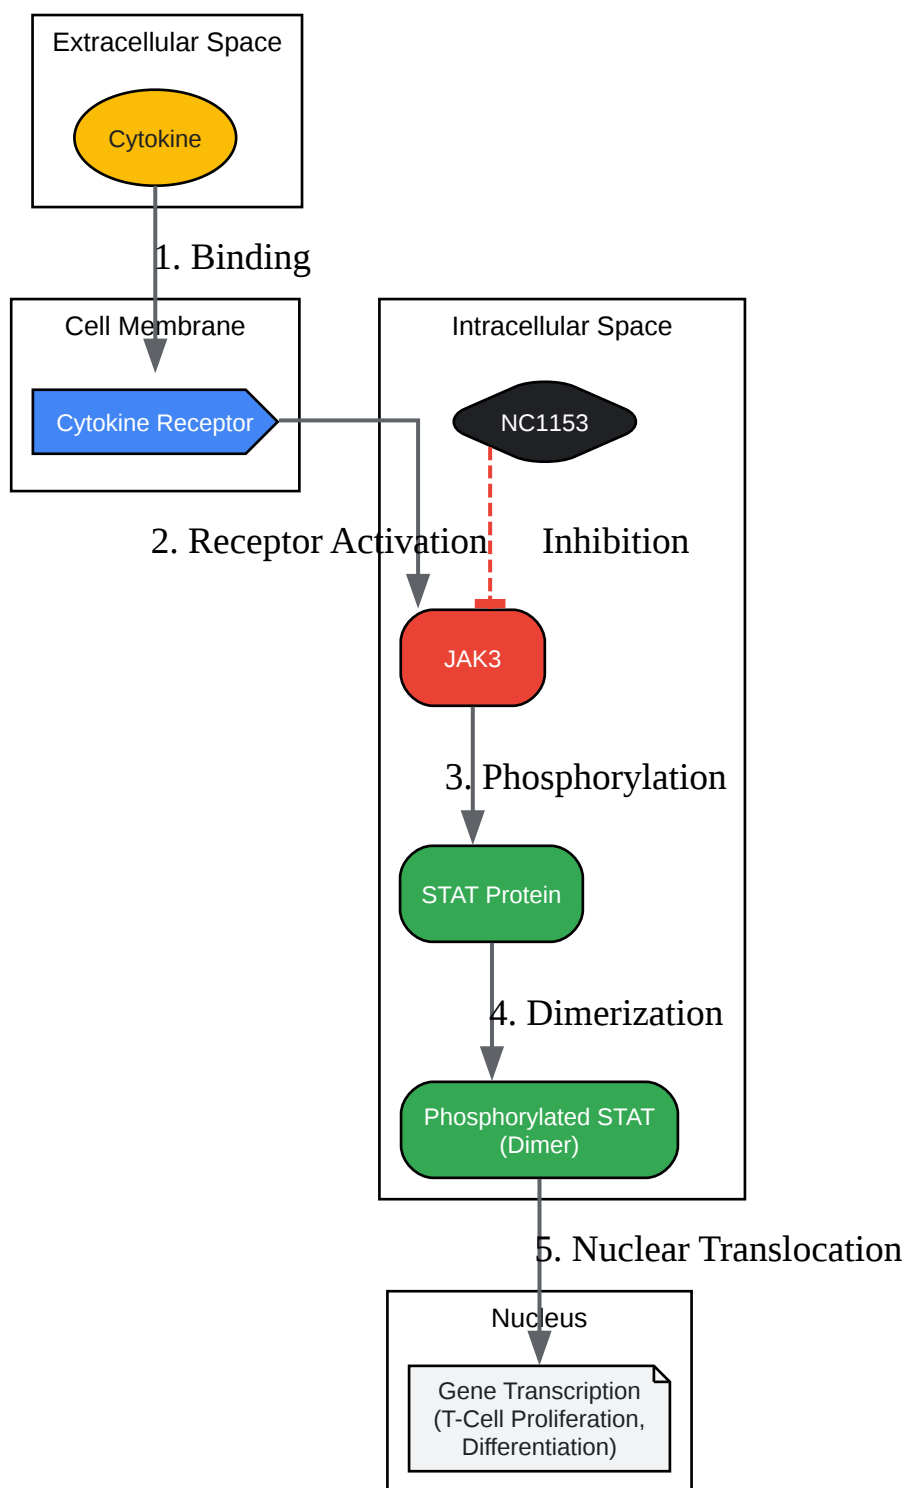 Extracellular Space
Cytokine
1. Binding
Cell Membrane
Cytokine Receptor
Intracellular Space
NC1153
2. Receptor Activation
Inhibition
JAK3
3. Phosphorylation
STAT Protein
4. Dimerization
Phosphorylated STAT
(Dimer)
5. Nuclear Translocation
Nucleus
Gene Transcription
(T-Cell Proliferation,
Differentiation)